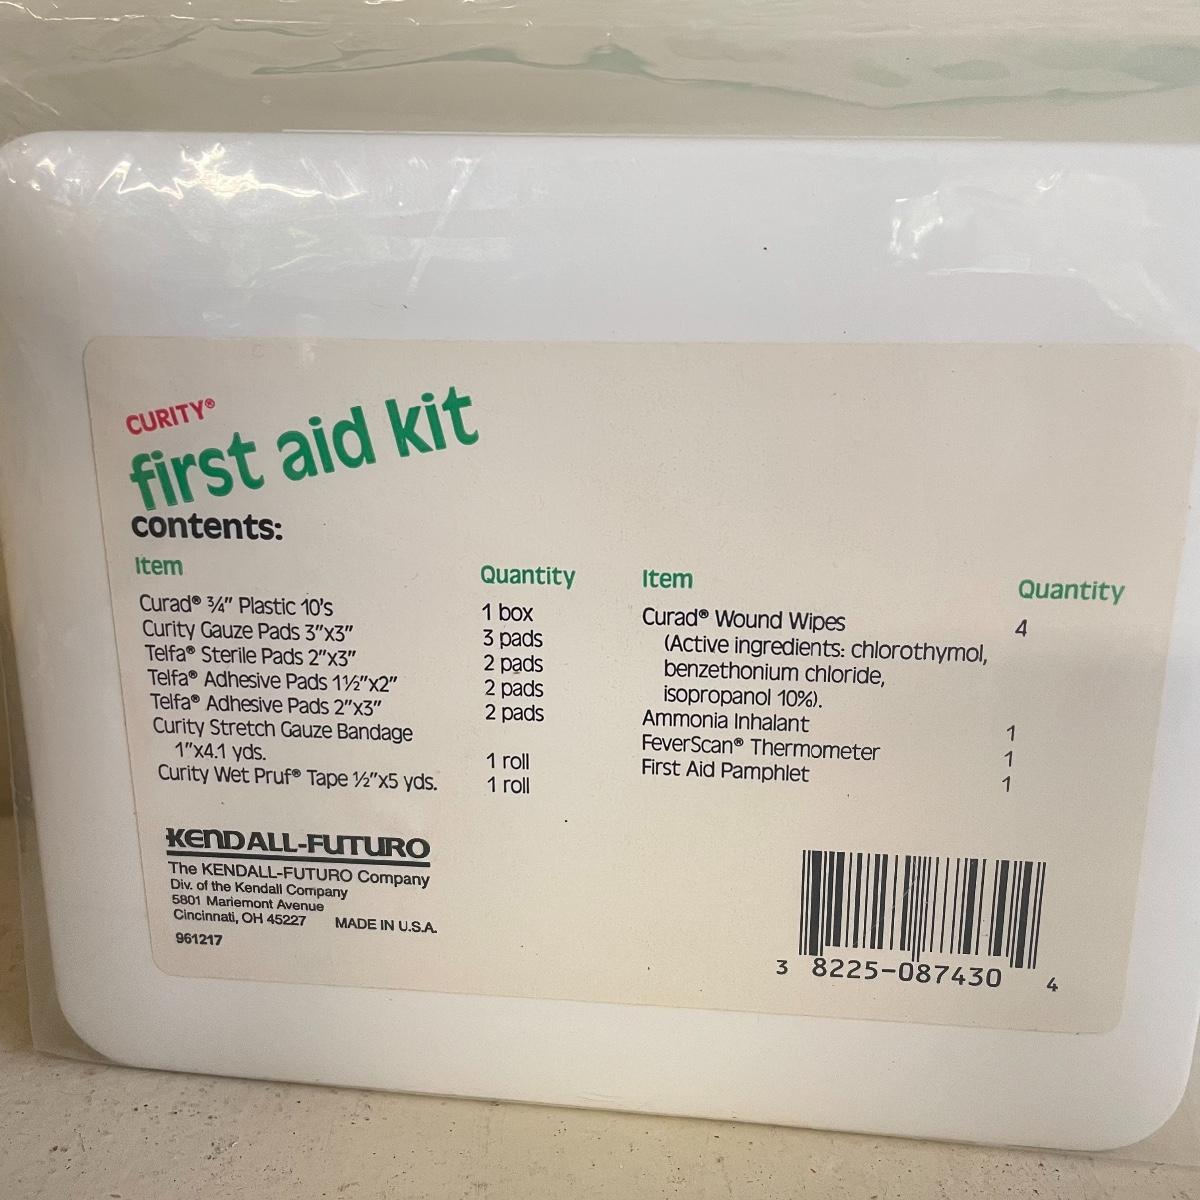 CURITY®
first aid kit
contents:
Item Quantity
Curad® 3/4" Plastic 10's 1 box
Curity Gauze Pads 3"x3" 3 pads
Telfa® Sterile Pads 2"x3" 2 pads
Telfa® Adhesive Pads 1½"x2" 2 pads
Telfa® Adhesive Pads 2"x3" 2 pads
Curity Stretch Gauze Bandage
1"x4.1 yds. 1 roll
Curity Wet Pruf® Tape ½"x5 yds. 1 roll
Item Quantity
Curad® Wound Wipes 4
(Active ingredients: chlorothymol,
benzethonium chloride,
isopropanol 10%).
Ammonia Inhalant 1
FeverScan® Thermometer 1
First Aid Pamphlet 1
KENDALL-FUTURO
The KENDALL-FUTURO Company
Div. of the Kendall Company
5801 Mariemont Avenue
Cincinnati, OH 45227 MADE IN U.S.A.
961217
3 8225-087430 4